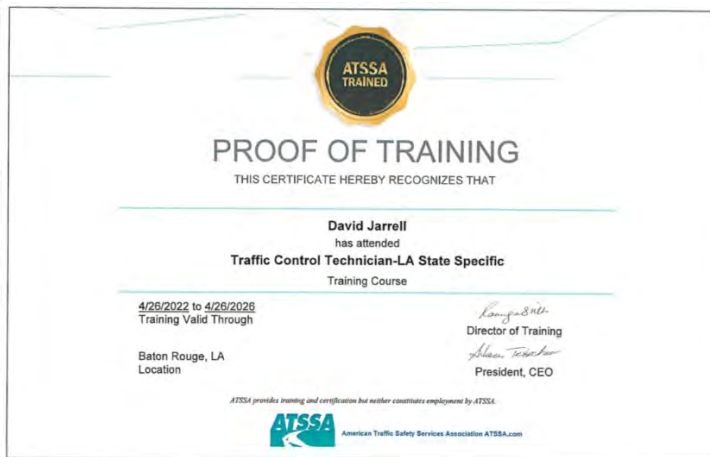 ATSSA
TRAINED
PROOF OF TRAINING
THIS CERTIFICATE HEREBY RECOGNIZES THAT
David Jarrell
has attended
Traffic Control Technician-LA State Specific
Training Course
4/26/2022 to 4/26/2026
Training Valid Through
Director of Training
Baton Rouge, LA
Location
President, CEO
ATSSA provides training and certification but neither constitutes employment by ATSSA.
ATSSA
American Traffic Safety Services Association ATSSA.com